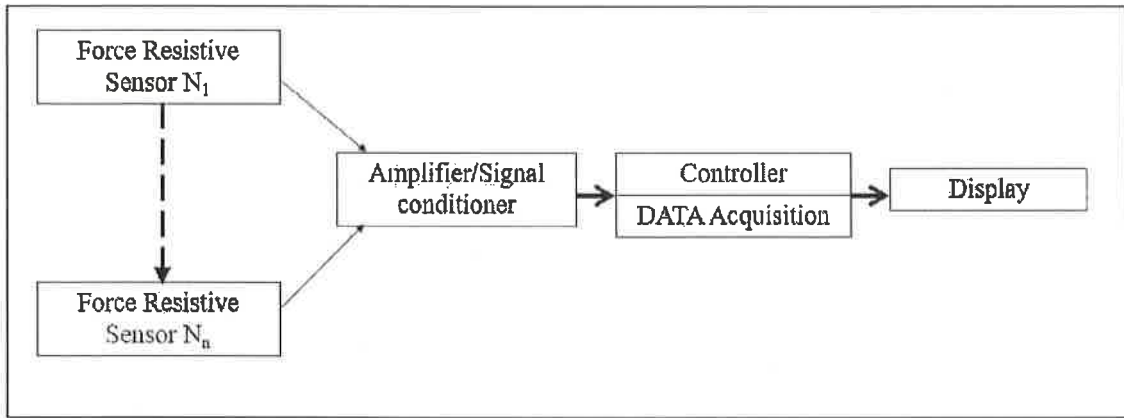 Force Resistive
Sensor N₁
Amplifier/Signal
conditioner
Controller
DATA Acquisition
Display
Force Resistive
Sensor Nₙ